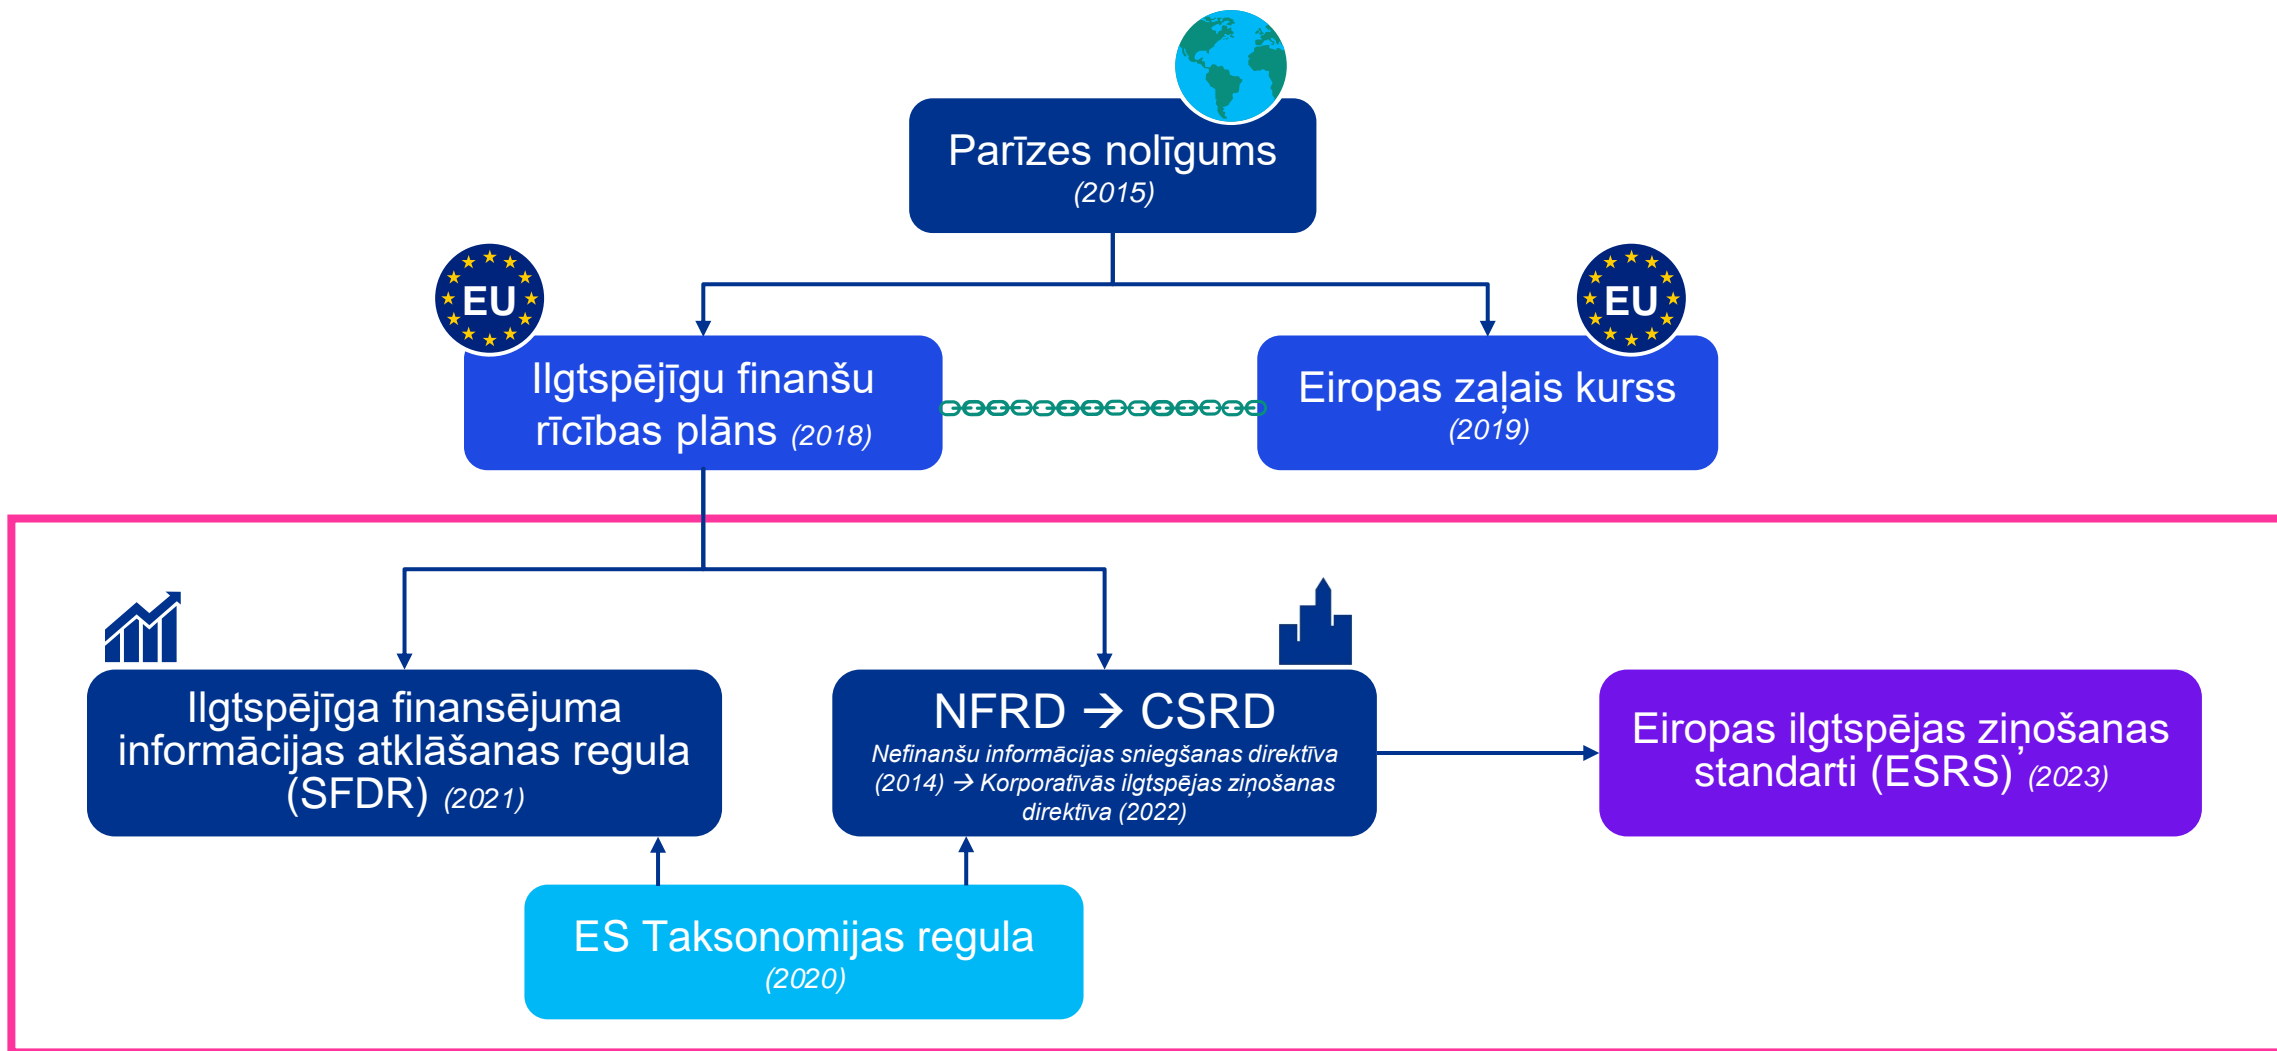 Parīzes nolīgums
(2015)
EU
EU
Ilgtspējīgu finanšu
rīcības plāns (2018)
Eiropas zaļais kurss
(2019)
Ilgtspējīga finansējuma
informācijas atklāšanas regula
(SFDR) (2021)
NFRD → CSRD
Nefinanšu informācijas sniegšanas direktīva
(2014) → Korporatīvās ilgtspējas ziņošanas
direktīva (2022)
Eiropas ilgtspējas ziņošanas
standarti (ESRS) (2023)
ES Taksonomijas regula
(2020)